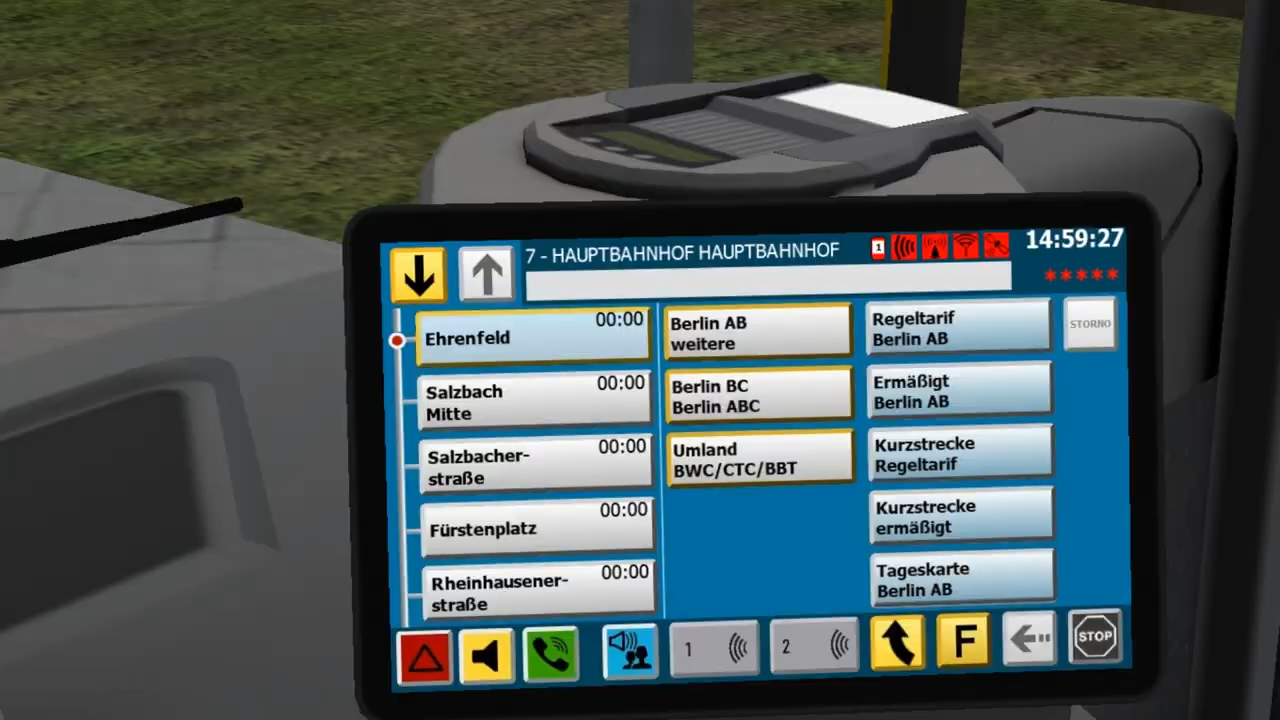 7 - HAUPTBAHNHOF HAUPTBAHNHOF
1
14:59:27
*****
Ehrenfeld
00:00
Salzbach
Mitte
00:00
Salzbacher-
straße
00:00
Fürstenplatz
00:00
Rheinhausener-
straße
00:00
Berlin AB
weitere
Berlin BC
Berlin ABC
Umland
BWC/CTC/BBT
Regeltarif
Berlin AB
Ermäßigt
Berlin AB
Kurzstrecke
Regeltarif
Kurzstrecke
ermäßigt
Tageskarte
Berlin AB
STORNO
1
2
F
STOP